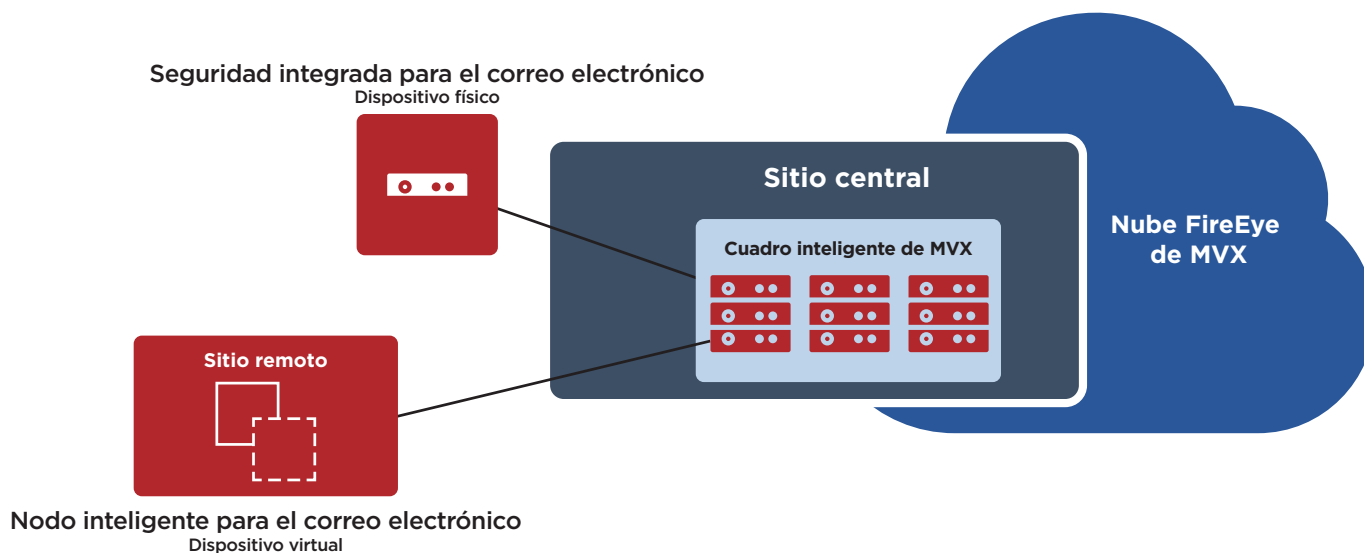 Seguridad integrada para el correo electrónico
Dispositivo físico
Sitio central
Cuadro inteligente de MVX
Nube FireEye
de MVX
Sitio remoto
Nodo inteligente para el correo electrónico
Dispositivo virtual